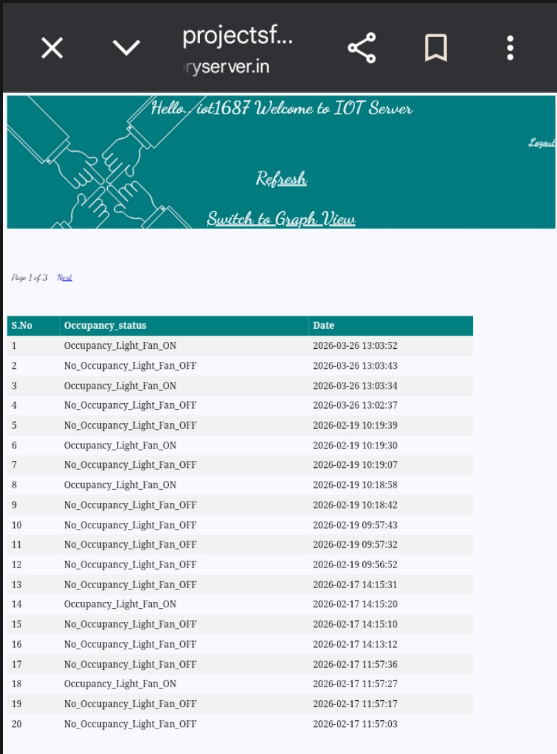 projectsf...
ryserver.in
Hello, iot1687 Welcome to IOT Server
Logout
Refresh
Switch to Graph View
Page 1 of 3 Next
S.No Occupancy_status Date
1 Occupancy_Light_Fan_ON 2026-03-26 13:03:52
2 No_Occupancy_Light_Fan_OFF 2026-03-26 13:03:43
3 Occupancy_Light_Fan_ON 2026-03-26 13:03:34
4 No_Occupancy_Light_Fan_OFF 2026-03-26 13:02:37
5 No_Occupancy_Light_Fan_OFF 2026-02-19 10:19:39
6 Occupancy_Light_Fan_ON 2026-02-19 10:19:30
7 No_Occupancy_Light_Fan_OFF 2026-02-19 10:19:07
8 Occupancy_Light_Fan_ON 2026-02-19 10:18:58
9 No_Occupancy_Light_Fan_OFF 2026-02-19 10:18:42
10 No_Occupancy_Light_Fan_OFF 2026-02-19 09:57:43
11 No_Occupancy_Light_Fan_OFF 2026-02-19 09:57:32
12 No_Occupancy_Light_Fan_OFF 2026-02-19 09:56:52
13 No_Occupancy_Light_Fan_OFF 2026-02-17 14:15:31
14 Occupancy_Light_Fan_ON 2026-02-17 14:15:20
15 No_Occupancy_Light_Fan_OFF 2026-02-17 14:15:10
16 No_Occupancy_Light_Fan_OFF 2026-02-17 14:13:12
17 No_Occupancy_Light_Fan_OFF 2026-02-17 11:57:36
18 Occupancy_Light_Fan_ON 2026-02-17 11:57:27
19 No_Occupancy_Light_Fan_OFF 2026-02-17 11:57:17
20 No_Occupancy_Light_Fan_OFF 2026-02-17 11:57:03